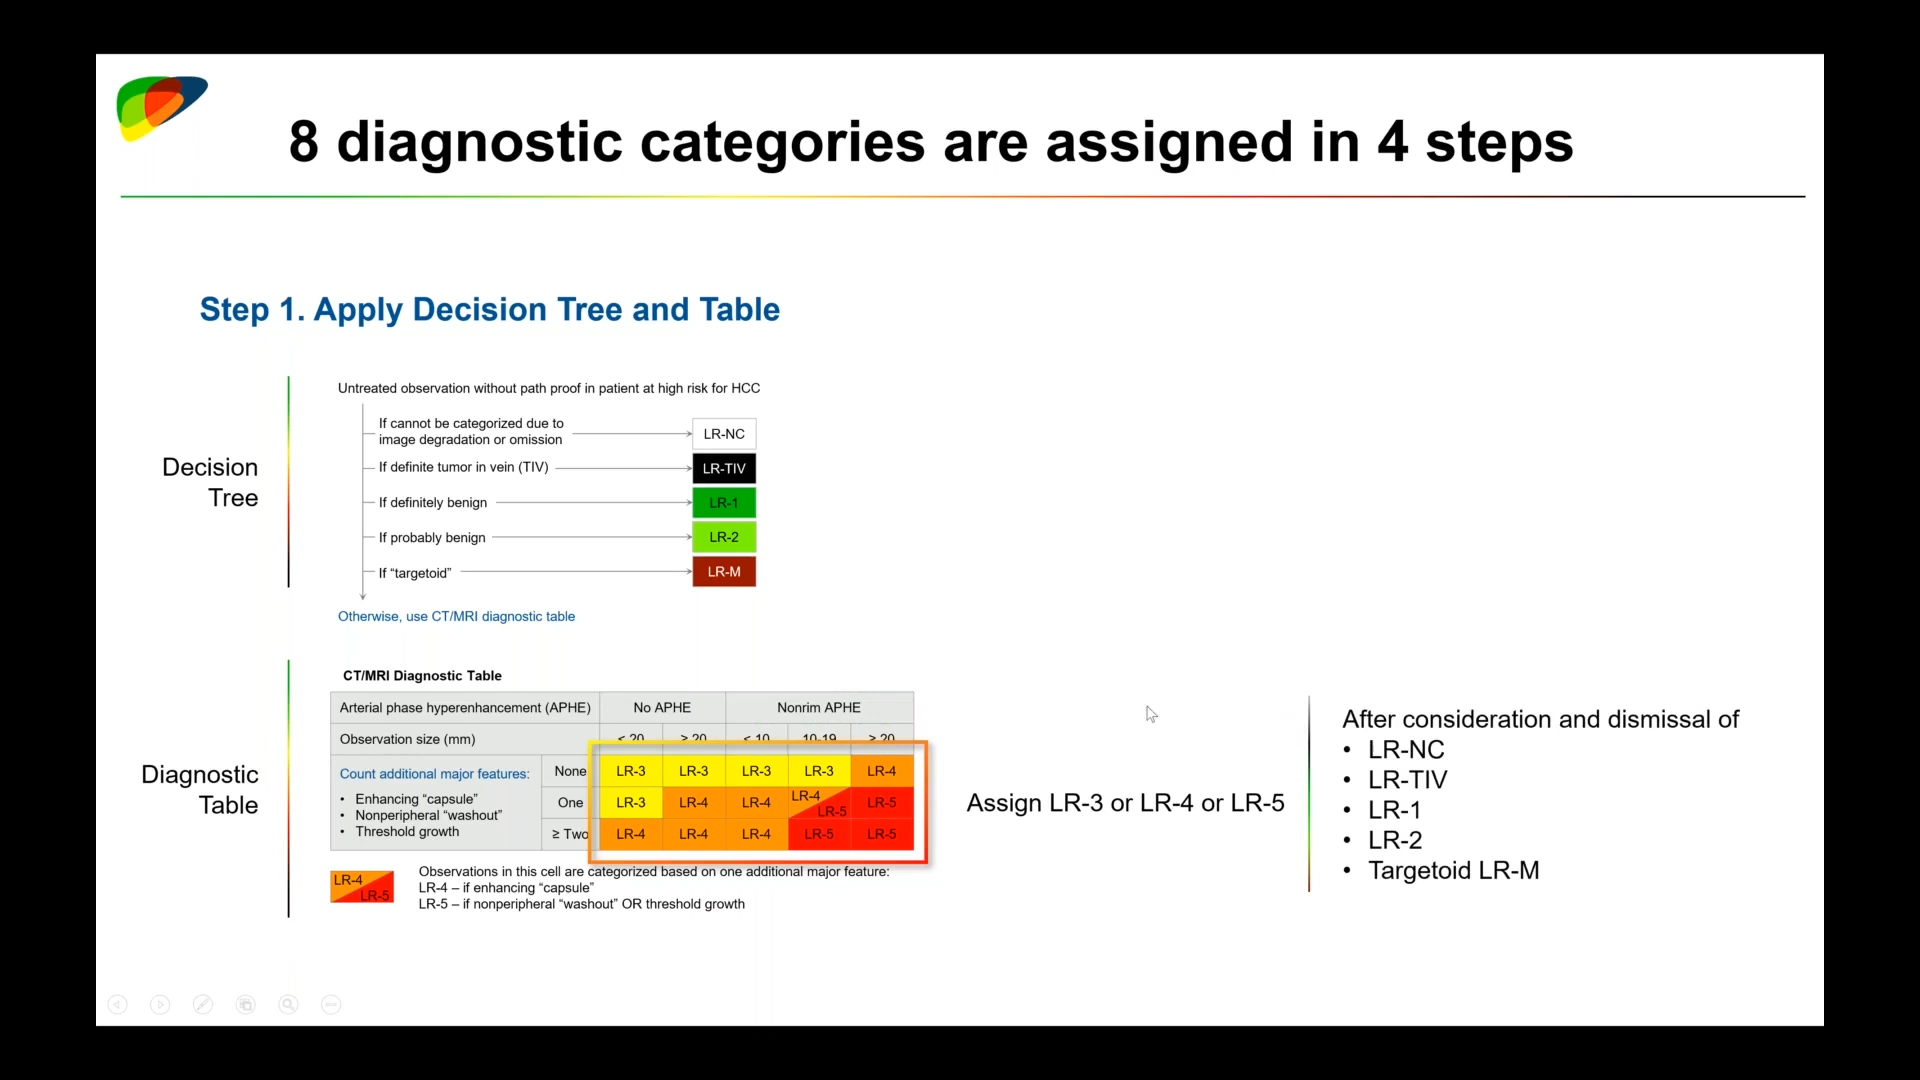 8 diagnostic categories are assigned in 4 steps
Step 1. Apply Decision Tree and Table
Decision
Tree
Untreated observation without path proof in patient at high risk for HCC
If cannot be categorized due to
image degradation or omission
LR-NC
If definite tumor in vein (TIV)
LR-TIV
If definitely benign
LR-1
If probably benign
LR-2
If “targetoid”
LR-M
Otherwise, use CT/MRI diagnostic table
Diagnostic
Table
CT/MRI Diagnostic Table
Arterial phase hyperenhancement (APHE) No APHE Nonrim APHE
Observation size (mm) < 20 ≥ 20 < 10 10-19 ≥ 20
Count additional major features:
• Enhancing “capsule”
• Nonperipheral “washout”
• Threshold growth
None LR-3 LR-3 LR-3 LR-3 LR-4
One LR-3 LR-4 LR-4 LR-4 LR-5 LR-5
≥ Two LR-4 LR-4 LR-4 LR-5 LR-5
LR-4
LR-5
Observations in this cell are categorized based on one additional major feature:
LR-4 – if enhancing “capsule”
LR-5 – if nonperipheral “washout” OR threshold growth
Assign LR-3 or LR-4 or LR-5
After consideration and dismissal of
• LR-NC
• LR-TIV
• LR-1
• LR-2
• Targetoid LR-M